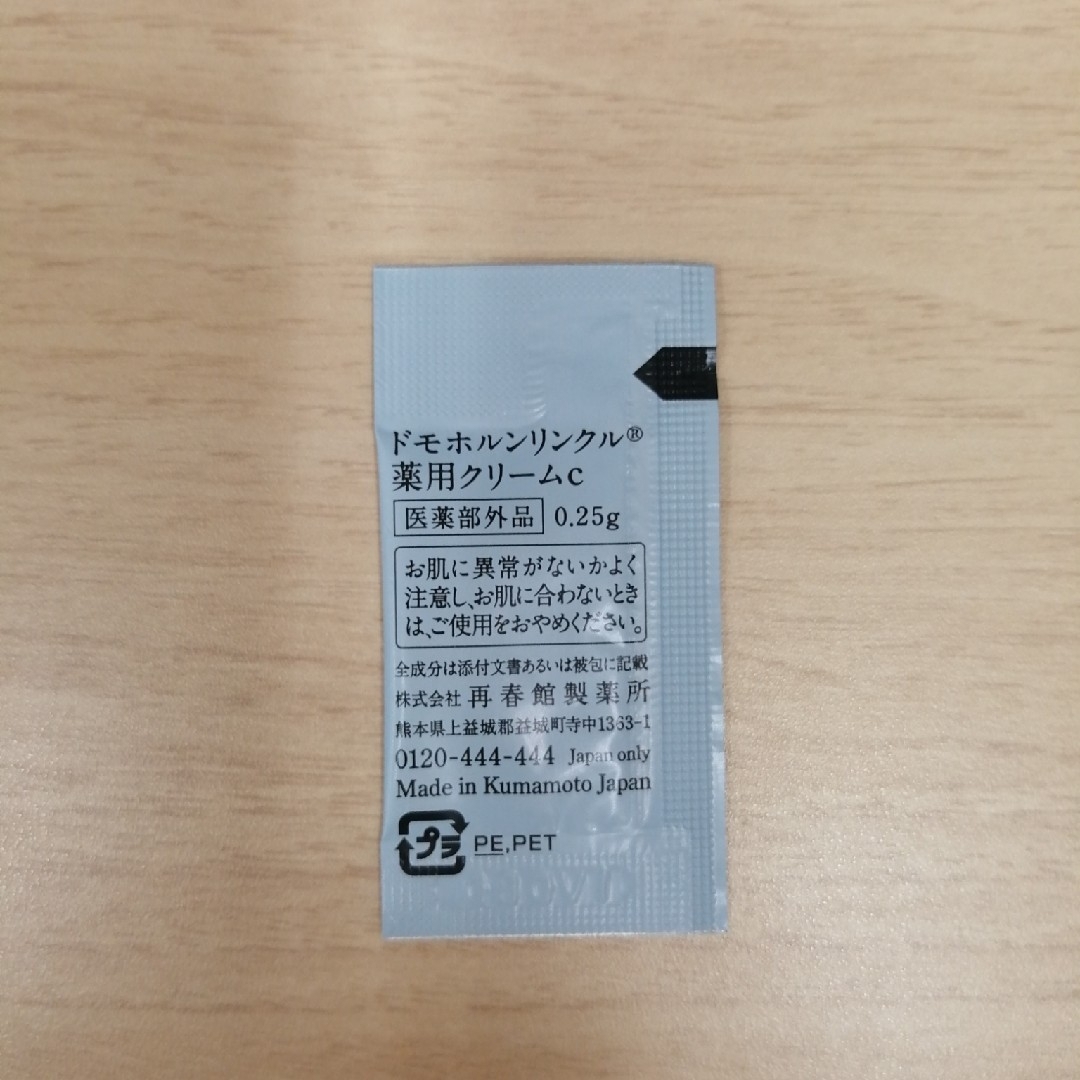 ドモホルンリンクル®
薬用クリームc
医薬部外品 0.25g
お肌に異常がないかよく
注意し、お肌に合わないとき
は、ご使用をおやめください。
全成分は添付文書あるいは被包に記載
株式会社 再春館製薬所
熊本県上益城郡益城町寺中1363-1
0120-444-444 Japan only
Made in Kumamoto Japan
プラ PE,PET